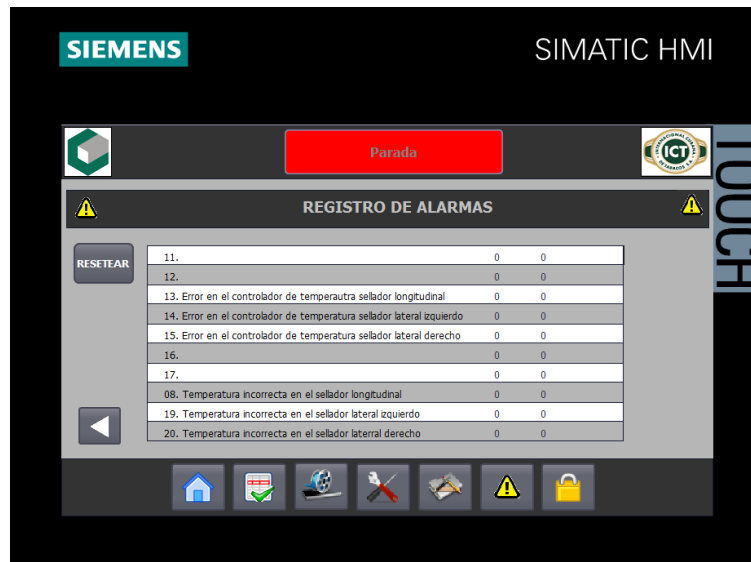 SIEMENS
SIMATIC HMI
TOUCH
Parada
INTERNATIONAL CUBANA
ICT
DE TABACOS, S.A.
REGISTRO DE ALARMAS
RESETEAR
11. 0 0
12. 0 0
13. Error en el controlador de temperautra sellador longitudinal 0 0
14. Error en el controlador de temperatura sellador lateral izquierdo 0 0
15. Error en el controlador de temperatura sellador lateral derecho 0 0
16. 0 0
17. 0 0
08. Temperatura incorrecta en el sellador longitudinal 0 0
19. Temperatura incorrecta en el sellador lateral izquierdo 0 0
20. Temperatura incorrecta en el sellador laterral derecho 0 0